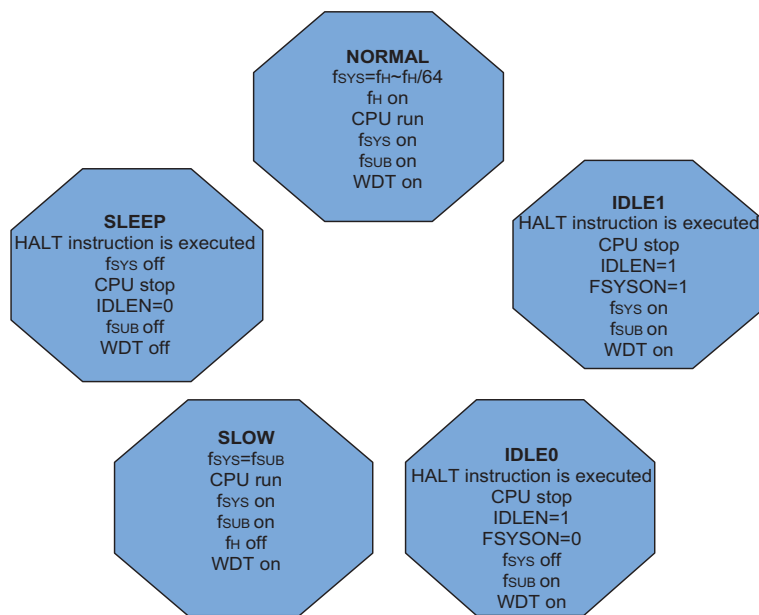 NORMAL
fSYS=fH~fH/64
fH on
CPU run
fSYS on
fSUB on
WDT on
SLEEP
HALT instruction is executed
fSYS off
CPU stop
IDLEN=0
fSUB off
WDT off
IDLE1
HALT instruction is executed
CPU stop
IDLEN=1
FSYSON=1
fSYS on
fSUB on
WDT on
SLOW
fSYS=fSUB
CPU run
fSYS on
fSUB on
fH off
WDT on
IDLE0
HALT instruction is executed
CPU stop
IDLEN=1
FSYSON=0
fSYS off
fSUB on
WDT on